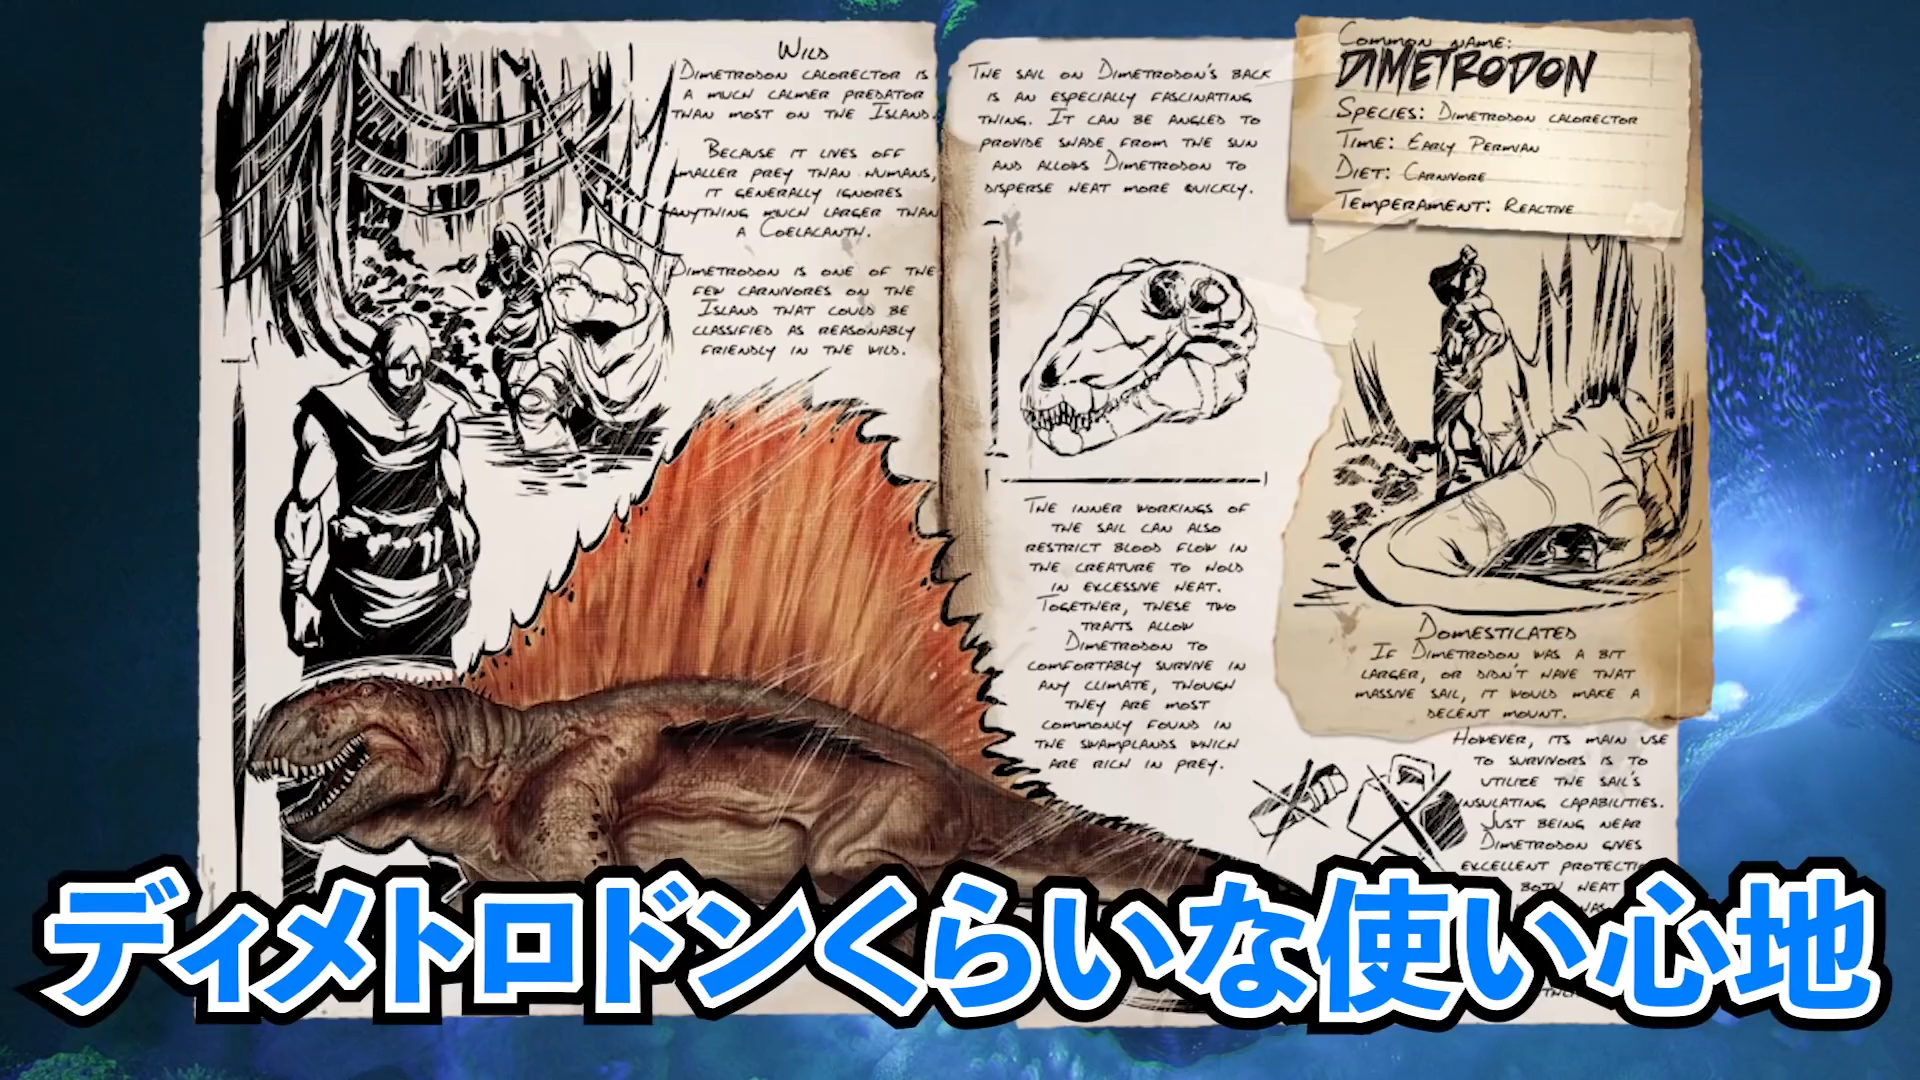 WILD
DIMETRODON CALORECTOR IS
A MUCH CALMER PREDATOR
THAN MOST ON THE ISLAND.
BECAUSE IT LIVES OFF
SMALLER PREY THAN HUMANS,
IT GENERALLY IGNORES
ANYTHING MUCH LARGER THAN
A COELACANTH.
DIMETRODON IS ONE OF THE
FEW CARNIVORES ON THE
ISLAND THAT COULD BE
CLASSIFIED AS REASONABLY
FRIENDLY IN THE WILD.
THE SAIL ON DIMETRODON'S BACK
IS AN ESPECIALLY FASCINATING
THING. IT CAN BE ANGLED TO
PROVIDE SHADE FROM THE SUN
AND ALLOWS DIMETRODON TO
DISPERSE HEAT MORE QUICKLY.
THE INNER WORKINGS OF
THE SAIL CAN ALSO
RESTRICT BLOOD FLOW IN
THE CREATURE TO HOLD
IN EXCESSIVE HEAT.
TOGETHER, THESE TWO
TRAITS ALLOW
DIMETRODON TO
COMFORTABLY SURVIVE IN
ANY CLIMATE, THOUGH
THEY ARE MOST
COMMONLY FOUND IN
THE SWAMPLANDS WHICH
ARE RICH IN PREY.
COMMON NAME:
DIMETRODON
SPECIES: DIMETRODON CALORECTOR
TIME: EARLY PERMIAN
DIET: CARNIVORE
TEMPERAMENT: REACTIVE
DOMESTICATED
IF DIMETRODON WAS A BIT
LARGER, OR DIDN'T HAVE THAT
MASSIVE SAIL, IT WOULD MAKE A
DECENT MOUNT.
HOWEVER, ITS MAIN USE
TO SURVIVORS IS TO
UTILIZE THE SAIL'S
INSULATING CAPABILITIES.
JUST BEING NEAR
DIMETRODON GIVES
EXCELLENT PROTECTI
BOTH HEAT
ディメトロドンくらいな使い心地